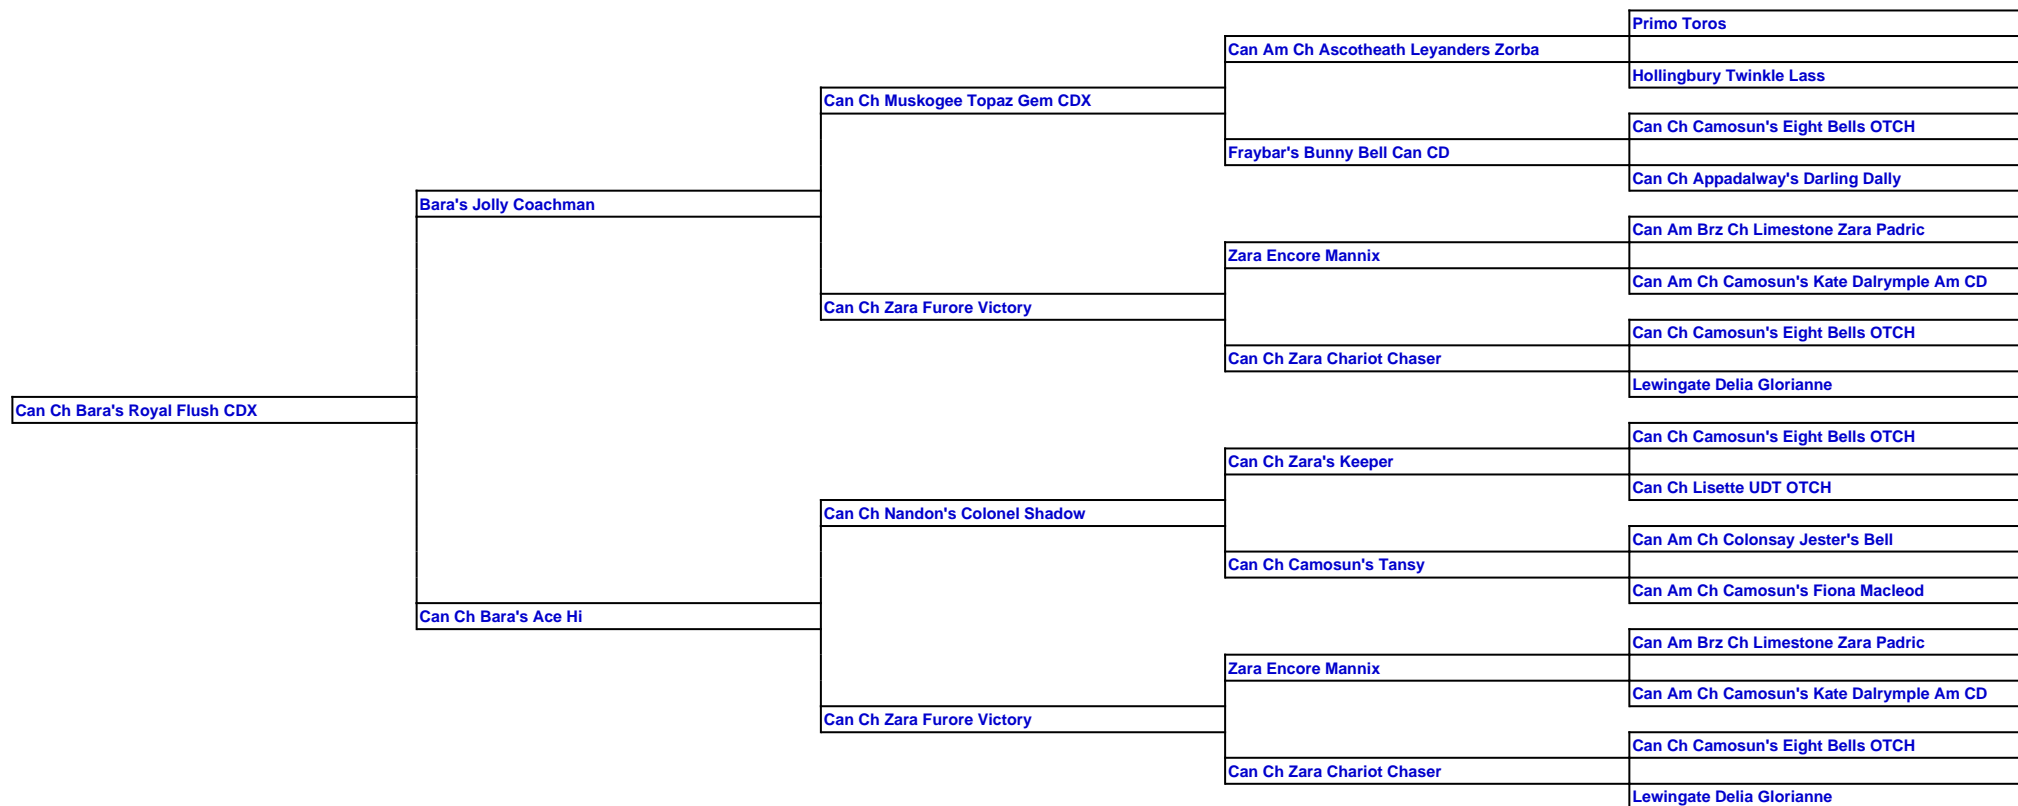 Primo Toros
Can Am Ch Ascotheath Leyanders Zorba
Hollingbury Twinkle Lass
Can Ch Muskogee Topaz Gem CDX
Can Ch Camosun's Eight Bells OTCH
Fraybar's Bunny Bell Can CD
Can Ch Appadalway's Darling Dally
Bara's Jolly Coachman
Can Am Brz Ch Limestone Zara Padric
Zara Encore Mannix
Can Am Ch Camosun's Kate Dalrymple Am CD
Can Ch Zara Furore Victory
Can Ch Camosun's Eight Bells OTCH
Can Ch Zara Chariot Chaser
Lewingate Delia Glorianne
Can Ch Bara's Royal Flush CDX
Can Ch Camosun's Eight Bells OTCH
Can Ch Zara's Keeper
Can Ch Lisette UDT OTCH
Can Ch Nandon's Colonel Shadow
Can Am Ch Colonsay Jester's Bell
Can Ch Camosun's Tansy
Can Am Ch Camosun's Fiona Macleod
Can Ch Bara's Ace Hi
Can Am Brz Ch Limestone Zara Padric
Zara Encore Mannix
Can Am Ch Camosun's Kate Dalrymple Am CD
Can Ch Zara Furore Victory
Can Ch Camosun's Eight Bells OTCH
Can Ch Zara Chariot Chaser
Lewingate Delia Glorianne